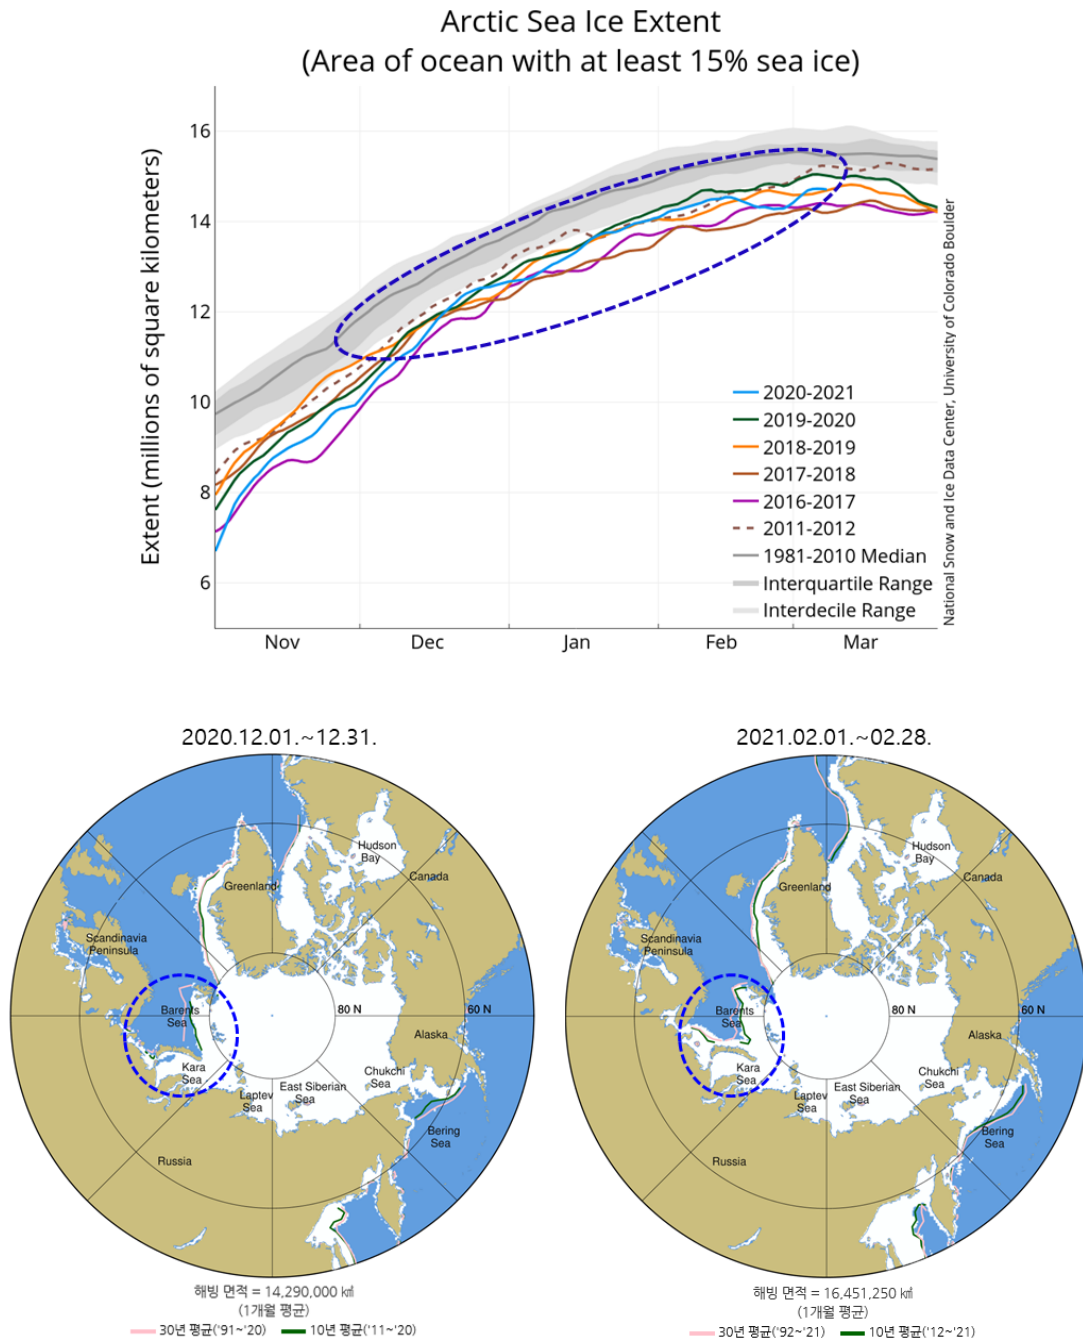 Arctic Sea Ice Extent
(Area of ocean with at least 15% sea ice)
Extent (millions of square kilometers)
16
14
12
10
8
6
Nov
Dec
Jan
Feb
Mar
2020-2021
2019-2020
2018-2019
2017-2018
2016-2017
2011-2012
1981-2010 Median
Interquartile Range
Interdecile Range
National Snow and Ice Data Center, University of Colorado Boulder
2020.12.01.~12.31.
Hudson
Bay
Canada
Greenland
Scandinavia
Peninsula
Barents
Sea
80 N
60 N
Alaska
Kara
Sea
Chukchi
Sea
East Siberian
Sea
Laptev
Sea
Bering
Sea
Russia
해빙 면적 = 14,290,000 ㎢
(1개월 평균)
30년 평균('91~'20)
10년 평균('11~'20)
2021.02.01.~02.28.
Hudson
Bay
Canada
Greenland
Scandinavia
Peninsula
Barents
Sea
80 N
60 N
Alaska
Kara
Sea
Chukchi
Sea
East Siberian
Sea
Laptev
Sea
Bering
Sea
Russia
해빙 면적 = 16,451,250 ㎢
(1개월 평균)
30년 평균('92~'21)
10년 평균('12~'21)